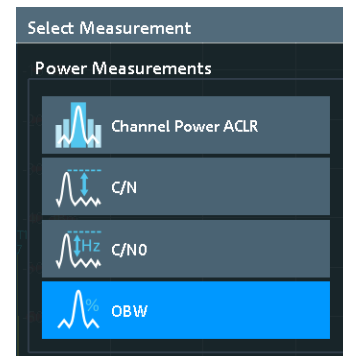 Select Measurement
Power Measurements
Channel Power ACLR
C/N
Hz
C/N0
%
OBW